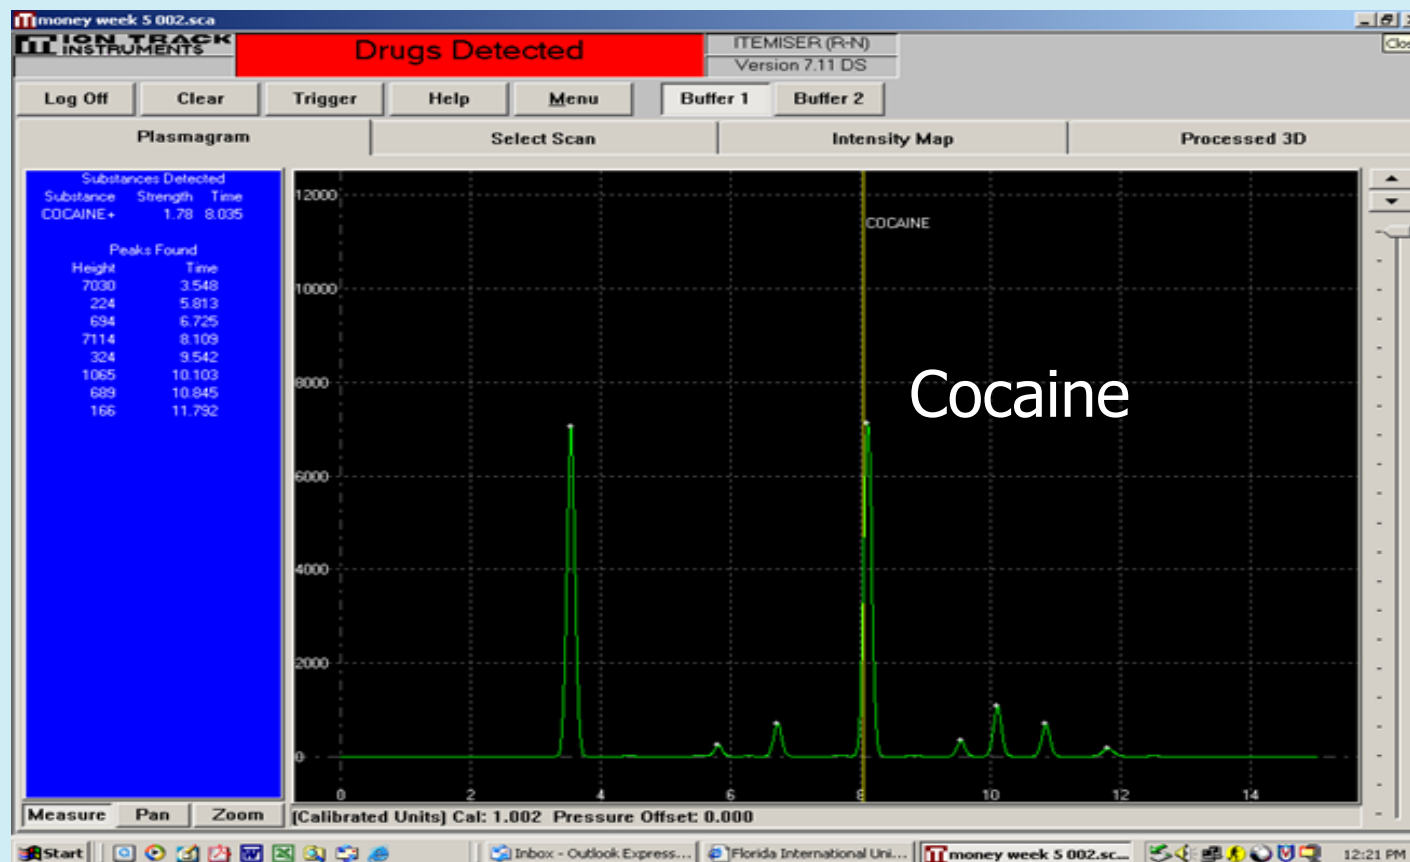 money week 5 002.sca
ION TRACK
INSTRUMENTS
Drugs Detected
ITEMISER (R-N)
Version 7.11 DS
Clos
Log Off Clear Trigger Help Menu Buffer 1 Buffer 2
Plasmagram Select Scan Intensity Map Processed 3D
Substances Detected
Substance Strength Time
COCAINE+ 1.78 8.035
Peaks Found
Height Time
7030 3.548
224 5.813
694 6.725
7114 8.109
324 9.542
1065 10.103
689 10.845
166 11.792
12000
COCAINE
10000
8000
Cocaine
6000
4000
2000
0
0 2 4 6 8 10 12 14
Measure Pan Zoom [Calibrated Units] Cal: 1.002 Pressure Offset: 0.000
Start Inbox - Outlook Express... Florida International Uni... money week 5 002.sc... 12:21 PM